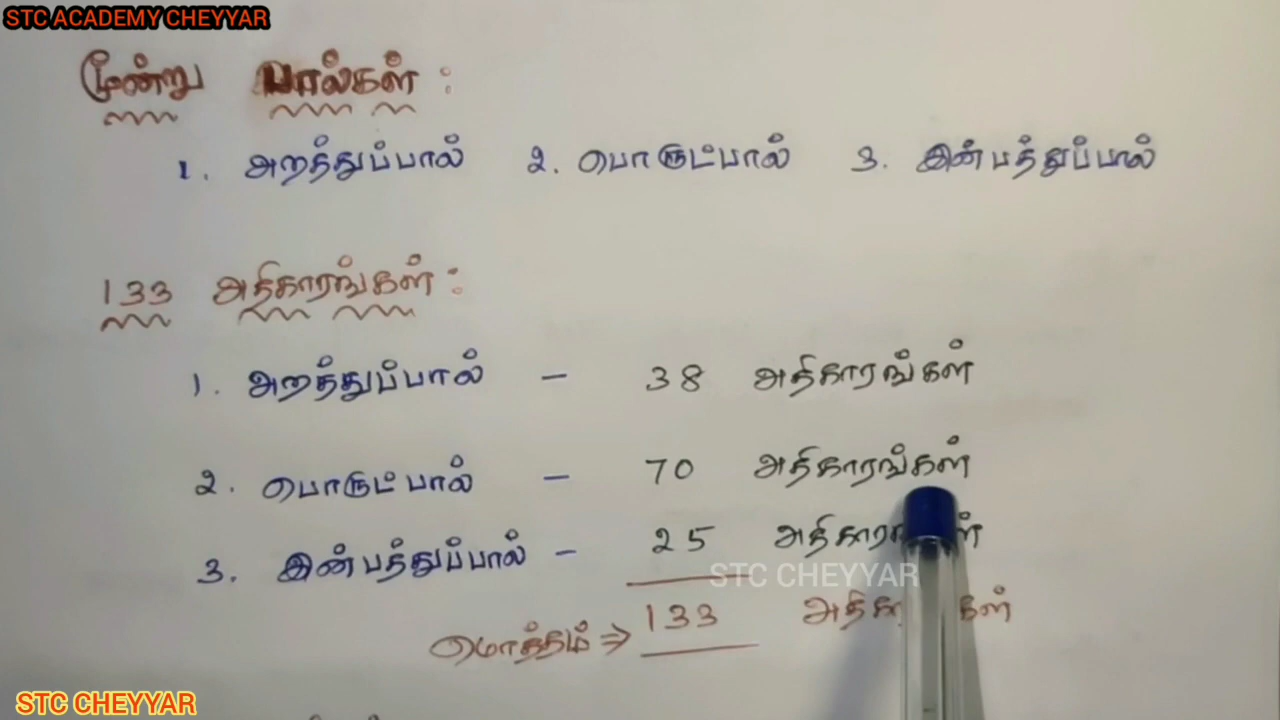 STC ACADEMY CHEYYAR
மூன்று பால்கள் :
1. அறத்துப்பால் 2. பொருட்பால் 3. இன்பத்துப்பால்
133 அதிகாரங்கள் :
1. அறத்துப்பால் – 38 அதிகாரங்கள்
2. பொருட்பால் – 70 அதிகாரங்கள்
3. இன்பத்துப்பால் – 25
STC CHEYYAR
மொத்தம் ⇒ 133
STC CHEYYAR